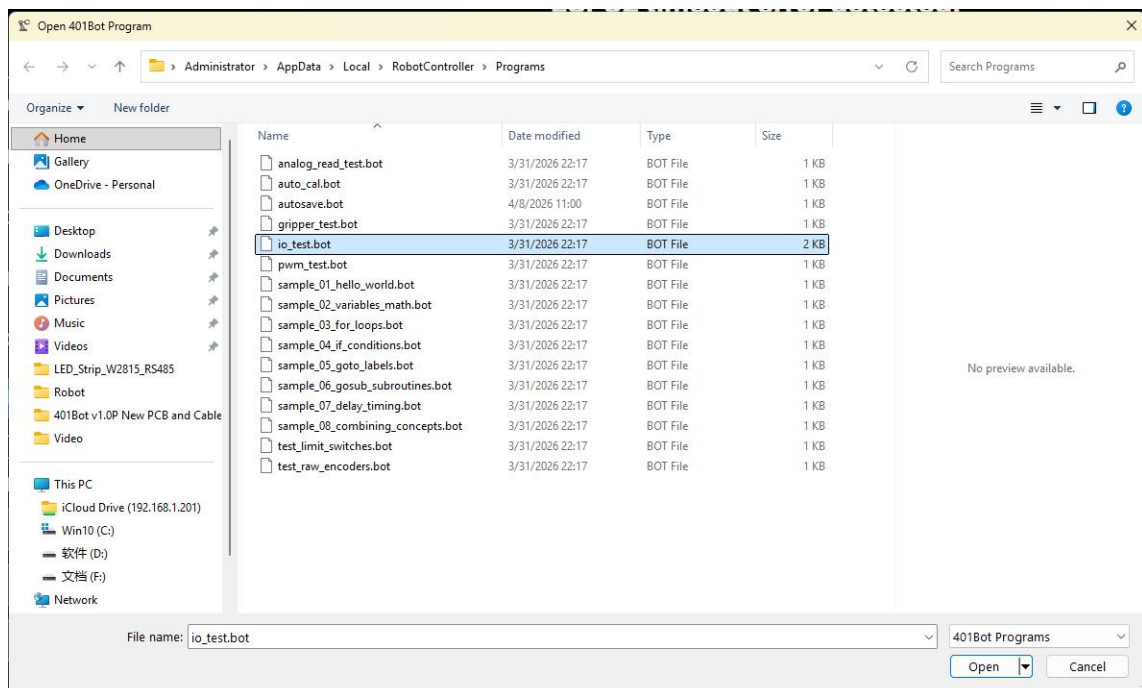 Open 401Bot Program
Administrator > AppData > Local > RobotController > Programs
Search Programs
Organize
New folder
Name
Date modified
Type
Size
Home
Gallery
OneDrive - Personal
Desktop
Downloads
Documents
Pictures
Music
Videos
LED_Strip_W2815_RS485
Robot
401Bot v1.0P New PCB and Cable
Video
This PC
iCloud Drive (192.168.1.201)
Win10 (C:)
软件 (D:)
文档 (F:)
Network
analog_read_test.bot 3/31/2026 22:17 BOT File 1 KB
auto_cal.bot 3/31/2026 22:17 BOT File 1 KB
autosave.bot 4/8/2026 11:00 BOT File 1 KB
gripper_test.bot 3/31/2026 22:17 BOT File 1 KB
io_test.bot 3/31/2026 22:17 BOT File 2 KB
pwm_test.bot 3/31/2026 22:17 BOT File 1 KB
sample_01_hello_world.bot 3/31/2026 22:17 BOT File 1 KB
sample_02_variables_math.bot 3/31/2026 22:17 BOT File 1 KB
sample_03_for_loops.bot 3/31/2026 22:17 BOT File 1 KB
sample_04_if_conditions.bot 3/31/2026 22:17 BOT File 1 KB
sample_05_goto_labels.bot 3/31/2026 22:17 BOT File 1 KB
sample_06_gosub_subroutines.bot 3/31/2026 22:17 BOT File 1 KB
sample_07_delay_timing.bot 3/31/2026 22:17 BOT File 1 KB
sample_08_combining_concepts.bot 3/31/2026 22:17 BOT File 1 KB
test_limit_switches.bot 3/31/2026 22:17 BOT File 1 KB
test_raw_encoders.bot 3/31/2026 22:17 BOT File 1 KB
No preview available.
File name: io_test.bot
401Bot Programs
Open
Cancel